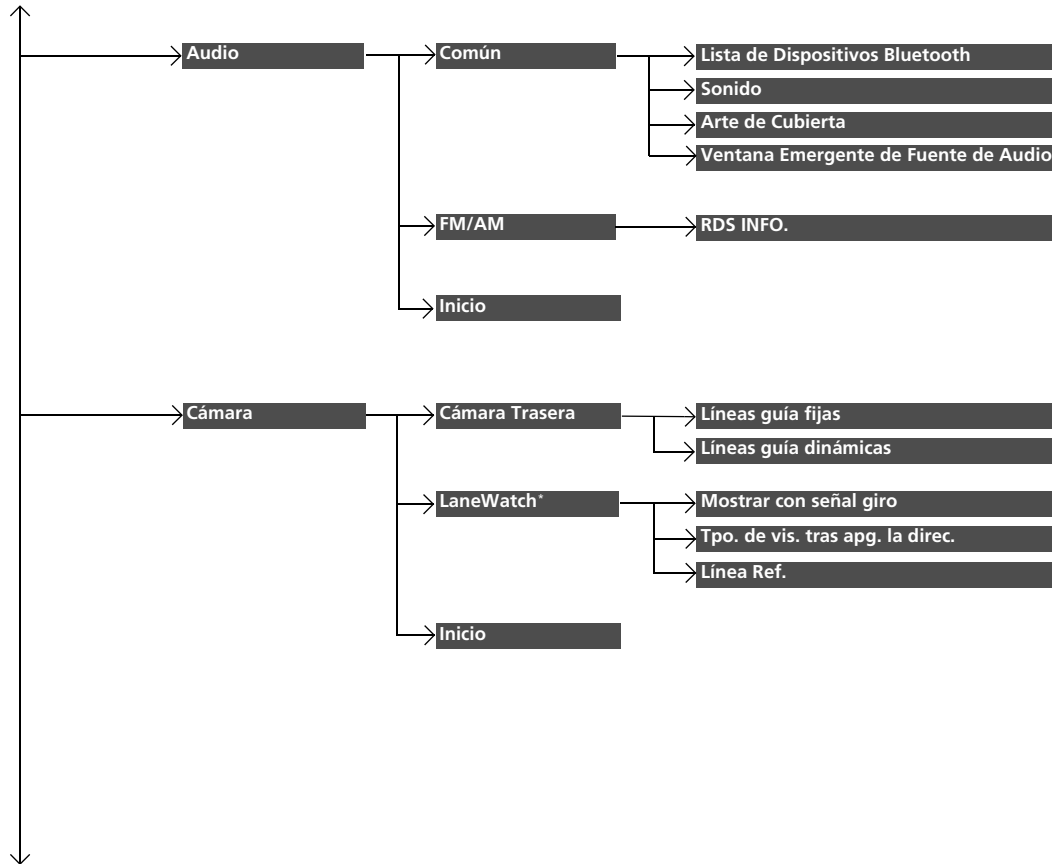 Audio
Común
Lista de Dispositivos Bluetooth
Sonido
Arte de Cubierta
Ventana Emergente de Fuente de Audio
FM/AM
RDS INFO.
Inicio
Cámara
Cámara Trasera
Líneas guía fijas
Líneas guía dinámicas
LaneWatch*
Mostrar con señal giro
Tpo. de vis. tras apg. la direc.
Línea Ref.
Inicio